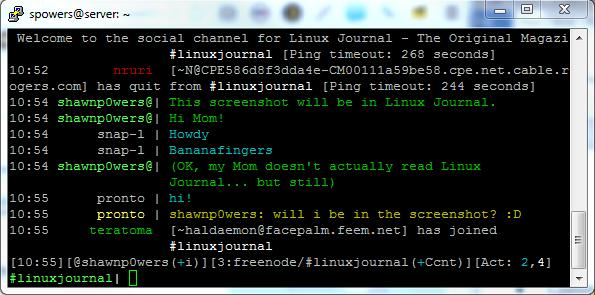 spowers@server: ~
Welcome to the social channel for Linux Journal - The Original Magazi
#linuxjournal [Ping timeout: 268 seconds]
10:52 nruri [~N@CPE586d8f3dda4e-CM00111a59be58.cpe.net.cable.r
ogers.com] has quit from #linuxjournal [Ping timeout: 244 seconds]
10:54 shawnp0wers@| This screenshot will be in Linux Journal.
10:54 shawnp0wers@| Hi Mom!
10:54 snap-l | Howdy
10:54 snap-l | Bananafingers
10:54 shawnp0wers@| (OK, my Mom doesn't actually read Linux
Journal... but still)
10:55 pronto | hi!
10:55 pronto | shawnp0wers: will i be in the screenshot? :D
10:55 teratoma [~haldaemon@facepalm.feem.net] has joined
#linuxjournal
[10:55][@shawnp0wers(+i)][3:freenode/#linuxjournal(+Ccnt)][Act: 2,4]
#linuxjournal|